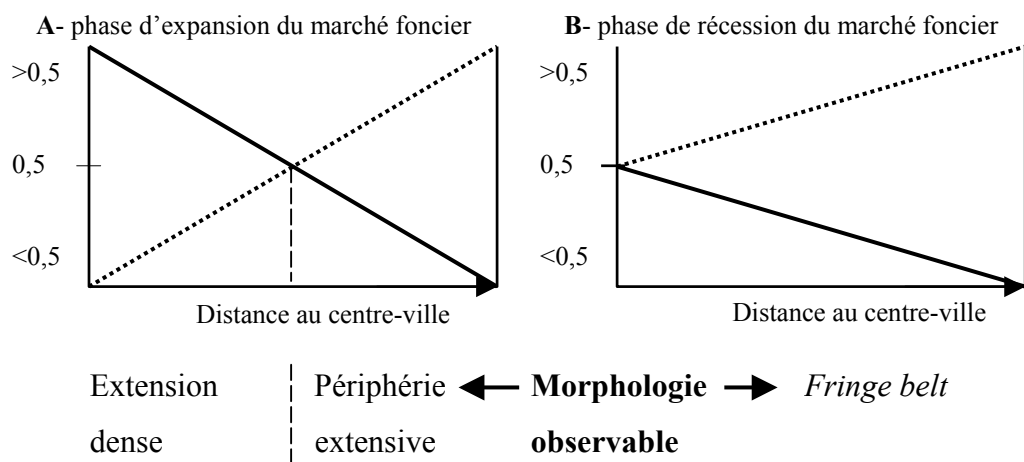 A- phase d’expansion du marché foncier
B- phase de récession du marché foncier
>0,5
0,5
<0,5
>0,5
0,5
<0,5
Distance au centre-ville
Distance au centre-ville
Extension
dense
Périphérie
extensive
Morphologie
observable
Fringe belt